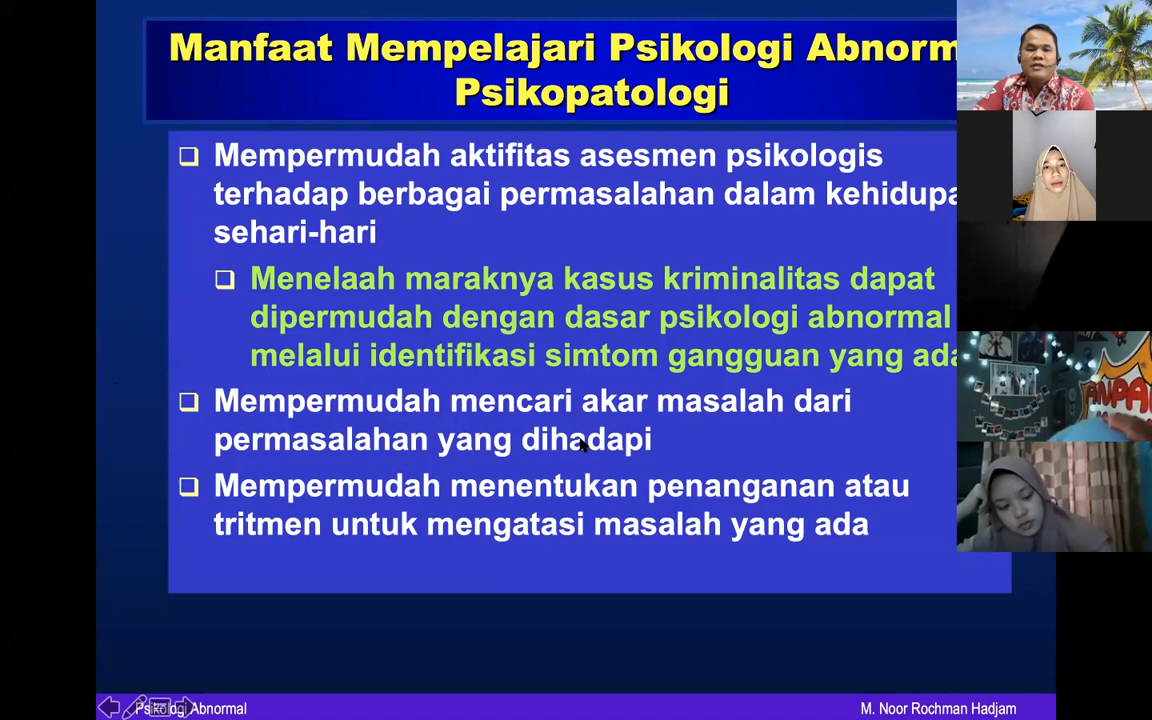 Manfaat Mempelajari Psikologi Abnorm
Psikopatologi
Mempermudah aktifitas asesmen psikologis
terhadap berbagai permasalahan dalam kehidupa
sehari-hari
Menelaah maraknya kasus kriminalitas dapat
dipermudah dengan dasar psikologi abnormal
melalui identifikasi simtom gangguan yang ada
Mempermudah mencari akar masalah dari
permasalahan yang dihadapi
Mempermudah menentukan penanganan atau
tritmen untuk mengatasi masalah yang ada
ANPA
Psikologi Abnormal
M. Noor Rochman Hadjam